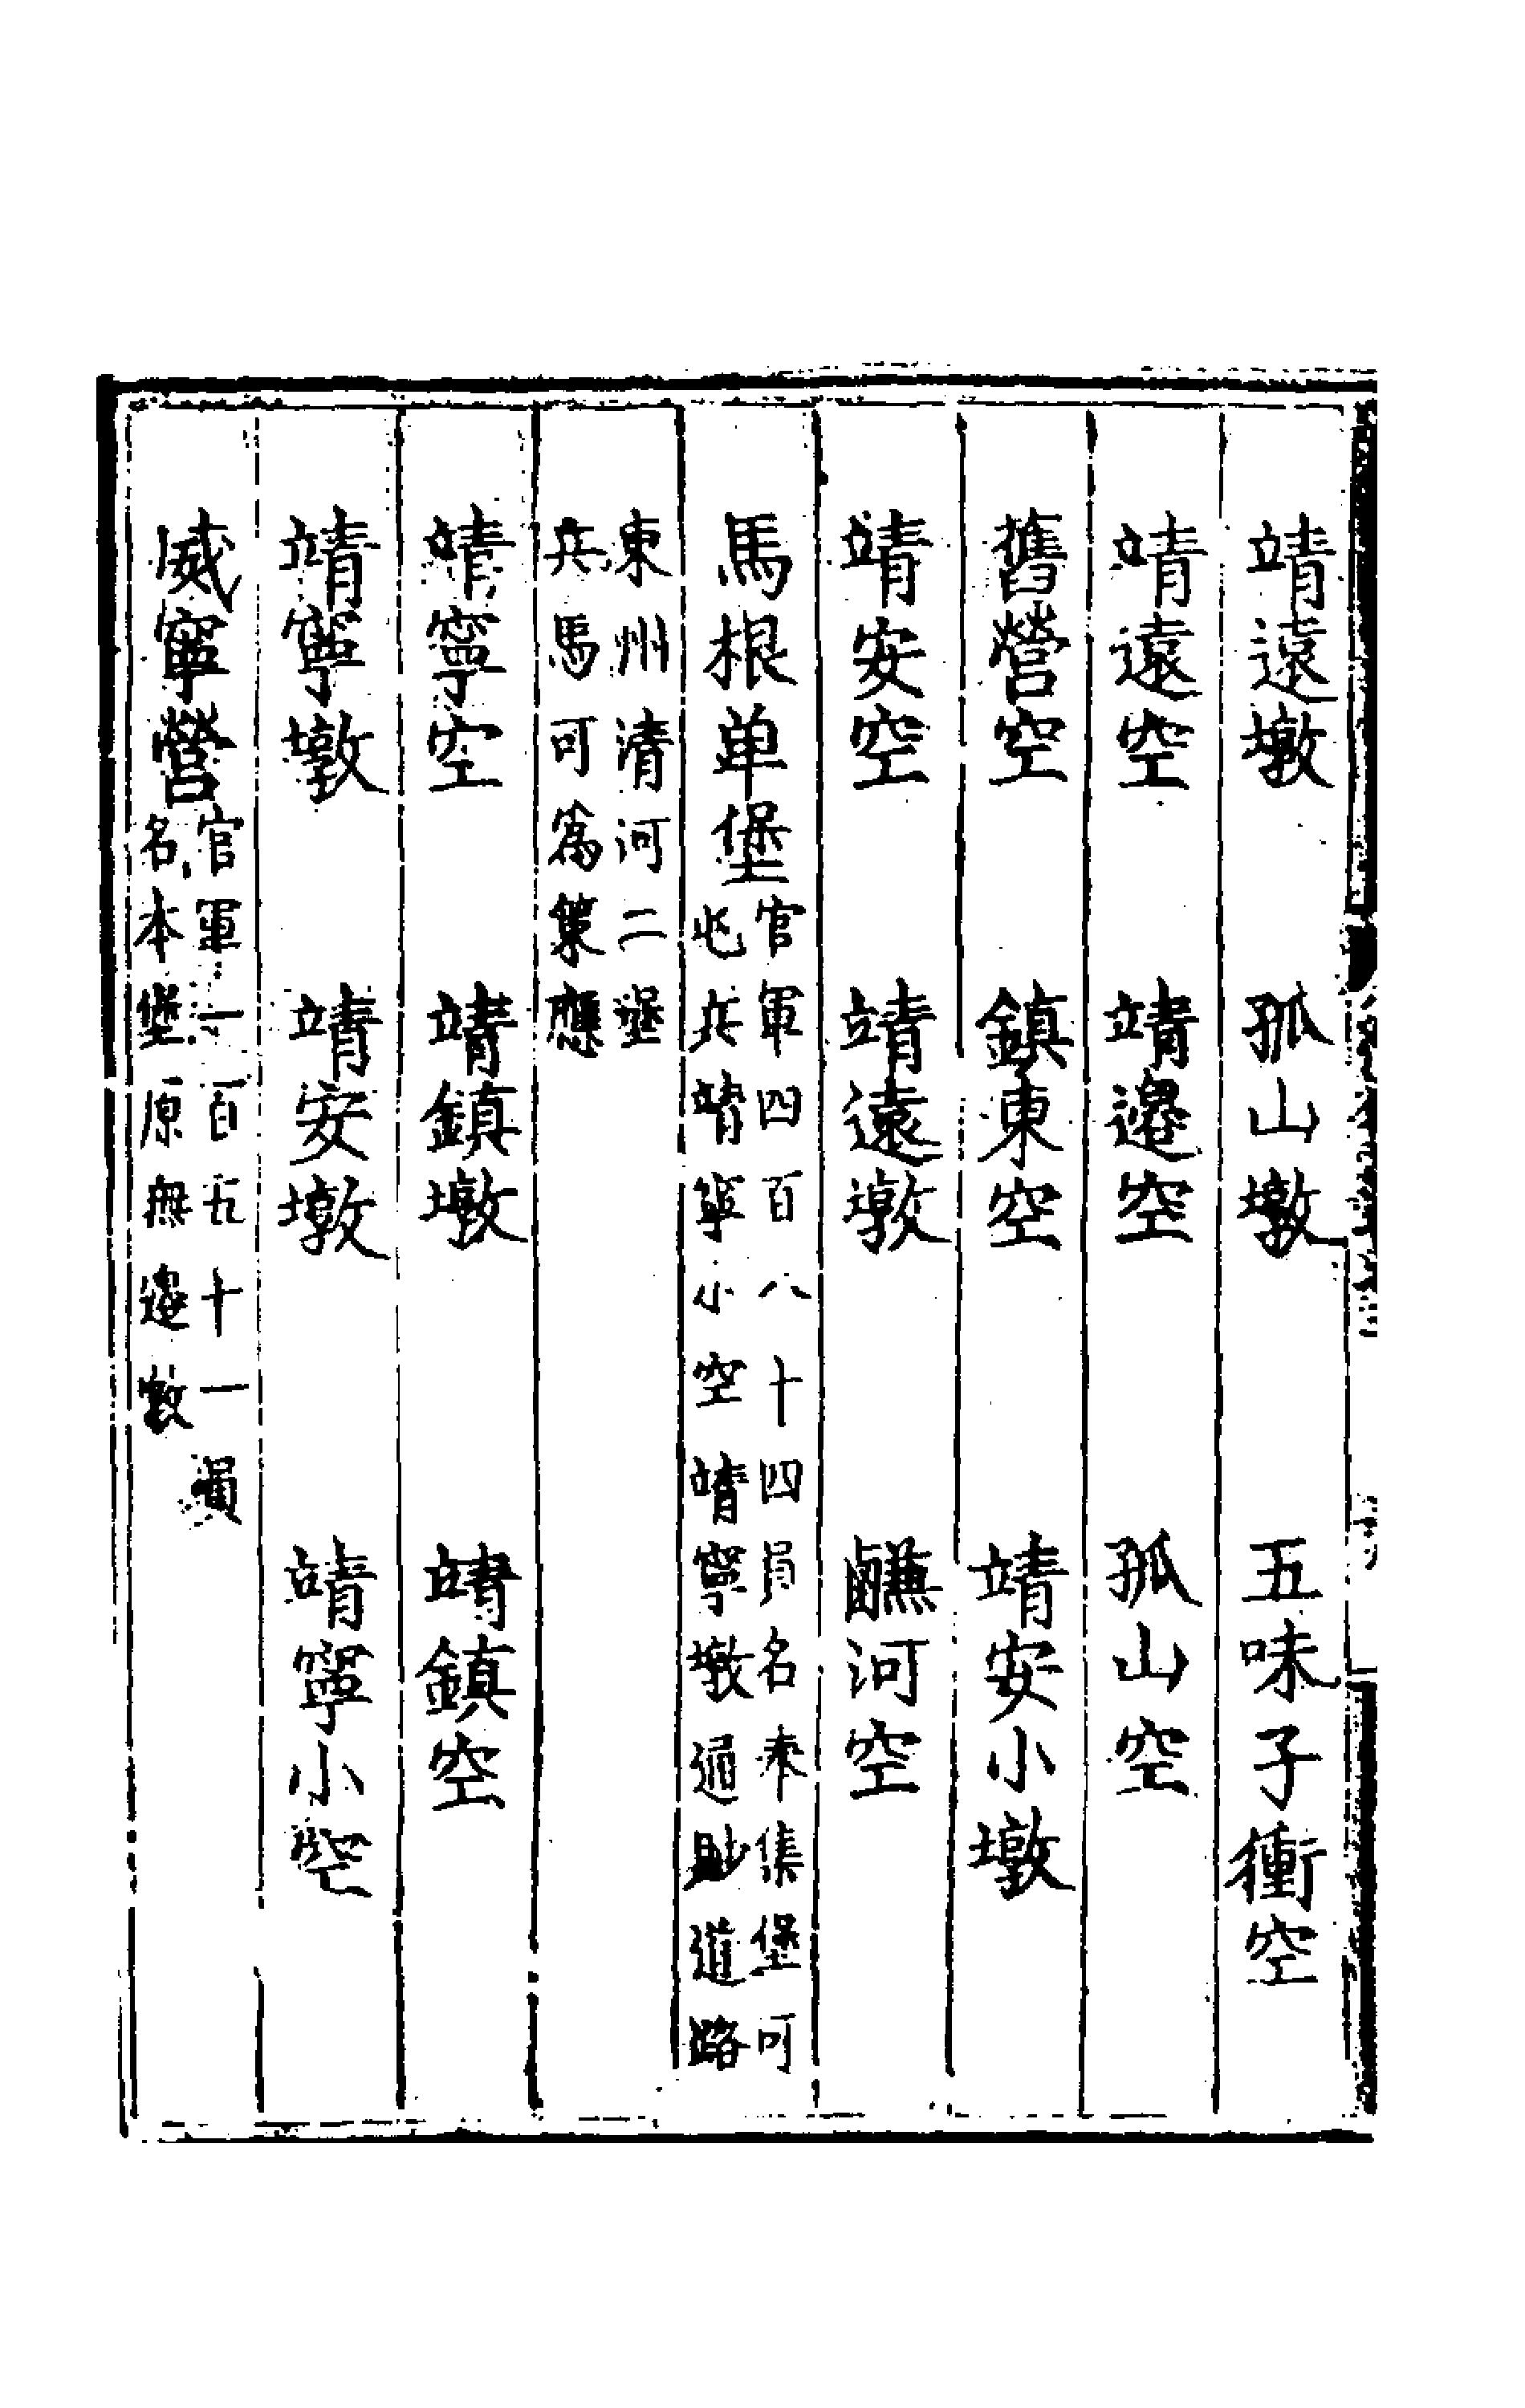 靖遠墩　孤山墩　五味子衝空
靖遠空　靖邊空　孤山空
舊營空　鎮東空　靖安小墩
靖安空　靖遠墩　鹻河空
馬根单堡官軍四百八十四員名本集堡可
屯兵靖寧小空靖寧墩通賊道路
東州清河二堡
兵馬可為策應
靖寧空　靖鎮墩　靖鎮空
靖寧墩　靖安墩　靖寧小空
威寧營官軍一百五十一員
名本堡原無邊墩